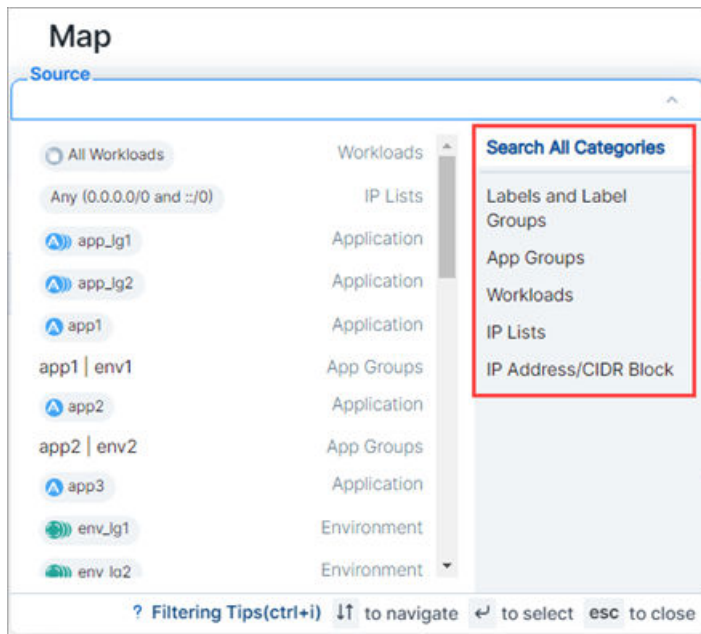 Map
Source
All Workloads Workloads
Any (0.0.0.0/0 and ::/0) IP Lists
app_lg1 Application
app_lg2 Application
app1 Application
app1 | env1 App Groups
app2 Application
app2 | env2 App Groups
app3 Application
env_lg1 Environment
env_lg2 Environment
Search All Categories
Labels and Label
Groups
App Groups
Workloads
IP Lists
IP Address/CIDR Block
? Filtering Tips(ctrl+i) ↓↑ to navigate ↵ to select esc to close